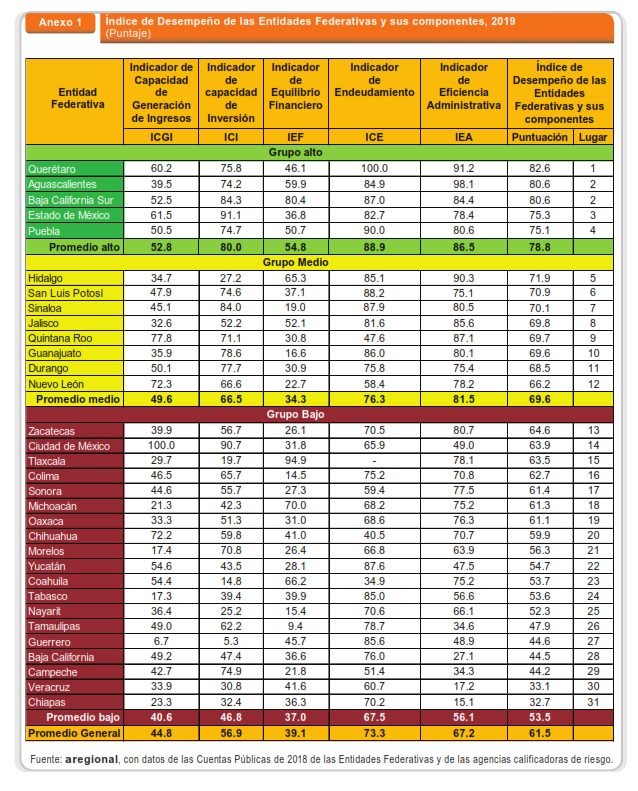 Anexo 1
Índice de Desempeño de las Entidades Federativas y sus componentes, 2019
(Puntaje)
Entidad Federativa | Indicador de Capacidad de Generación de Ingresos | Indicador de capacidad de Inversión | Indicador de Equilibrio Financiero | Indicador de Endeudamiento | Indicador de Eficiencia Administrativa | Índice de Desempeño de las Entidades Federativas y sus componentes
ICGI | ICI | IEF | ICE | IEA | Puntuación | Lugar
Grupo alto
Querétaro 60.2 75.8 46.1 100.0 91.2 82.6 1
Aguascalientes 39.5 74.2 59.9 84.9 98.1 80.6 2
Baja California Sur 52.5 84.3 80.4 87.0 84.4 80.6 2
Estado de México 61.5 91.1 36.8 82.7 78.4 75.3 3
Puebla 50.5 74.7 50.7 90.0 80.6 75.1 4
Promedio alto 52.8 80.0 54.8 88.9 86.5 78.8
Grupo Medio
Hidalgo 34.7 27.2 65.3 85.1 90.3 71.9 5
San Luis Potosí 47.9 74.6 37.1 88.2 75.1 70.9 6
Sinaloa 45.1 84.0 19.0 87.9 80.5 70.1 7
Jalisco 32.6 52.2 52.1 81.6 85.6 69.8 8
Quintana Roo 77.8 71.1 30.8 47.6 87.1 69.7 9
Guanajuato 35.9 78.6 16.6 86.0 80.1 69.6 10
Durango 50.1 77.7 30.9 75.8 75.4 68.5 11
Nuevo León 72.3 66.6 22.7 58.4 78.2 66.2 12
Promedio medio 49.6 66.5 34.3 76.3 81.5 69.6
Grupo Bajo
Zacatecas 39.9 56.7 26.1 70.5 80.7 64.6 13
Ciudad de México 100.0 90.7 31.8 65.9 49.0 63.9 14
Tlaxcala 29.7 19.7 94.9 - 78.1 63.5 15
Colima 46.5 65.7 14.5 75.2 70.8 62.7 16
Sonora 44.6 55.7 27.3 59.4 77.5 61.4 17
Michoacán 21.3 42.3 70.0 68.2 75.2 61.3 18
Oaxaca 33.3 51.3 31.0 68.6 76.3 61.1 19
Chihuahua 72.2 59.8 41.0 40.5 70.7 59.9 20
Morelos 17.4 70.8 26.4 66.8 63.9 56.3 21
Yucatán 54.6 43.5 28.1 87.6 47.5 54.7 22
Coahuila 54.4 14.8 66.2 34.9 75.2 53.7 23
Tabasco 17.3 39.4 39.9 85.0 56.6 53.6 24
Nayarit 36.4 25.2 15.4 70.6 66.1 52.3 25
Tamaulipas 49.0 62.2 9.4 78.7 34.6 47.9 26
Guerrero 6.7 5.3 45.7 85.6 48.9 44.6 27
Baja California 49.2 47.4 36.6 76.0 27.1 44.5 28
Campeche 42.7 74.9 21.8 51.4 34.3 44.2 29
Veracruz 33.9 30.8 41.6 60.7 17.2 33.1 30
Chiapas 23.3 32.4 36.3 70.2 15.1 32.7 31
Promedio bajo 40.6 46.8 37.0 67.5 56.1 53.5
Promedio General 44.8 56.9 39.1 73.3 67.2 61.5
Fuente: aregional, con datos de las Cuentas Públicas de 2018 de las Entidades Federativas y de las agencias calificadoras de riesgo.